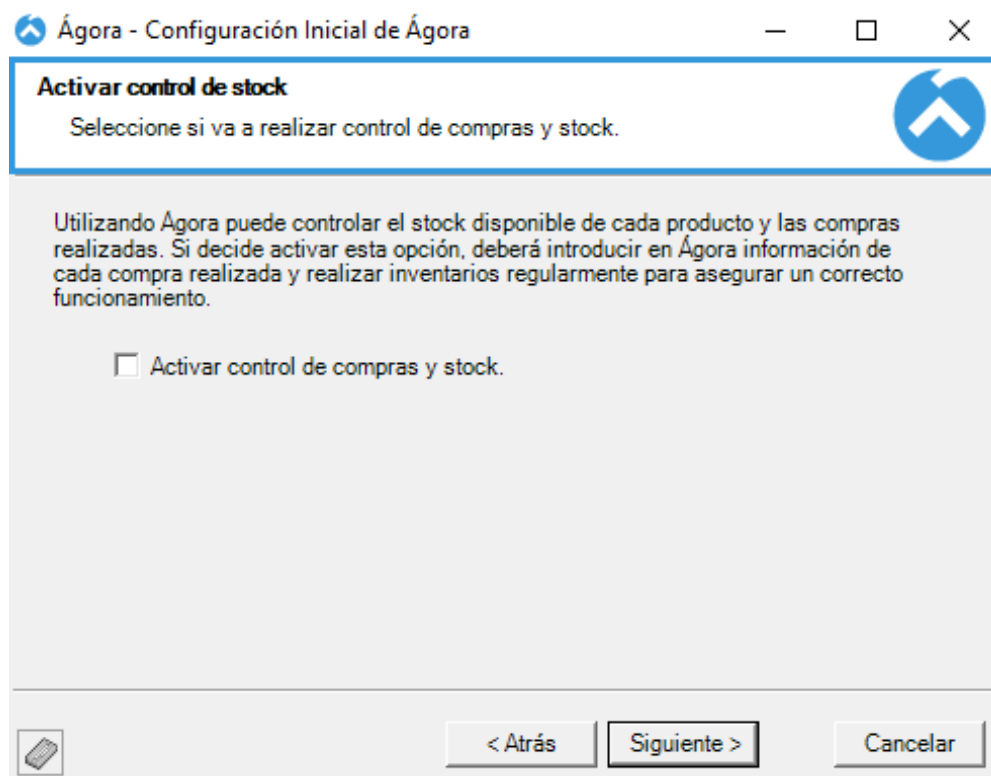 Ágora - Configuración Inicial de Ágora
Activar control de stock
Seleccione si va a realizar control de compras y stock.
Utilizando Ágora puede controlar el stock disponible de cada producto y las compras
realizadas. Si decide activar esta opción, deberá introducir en Ágora información de
cada compra realizada y realizar inventarios regularmente para asegurar un correcto
funcionamiento.
Activar control de compras y stock.
< Atrás
Siguiente >
Cancelar